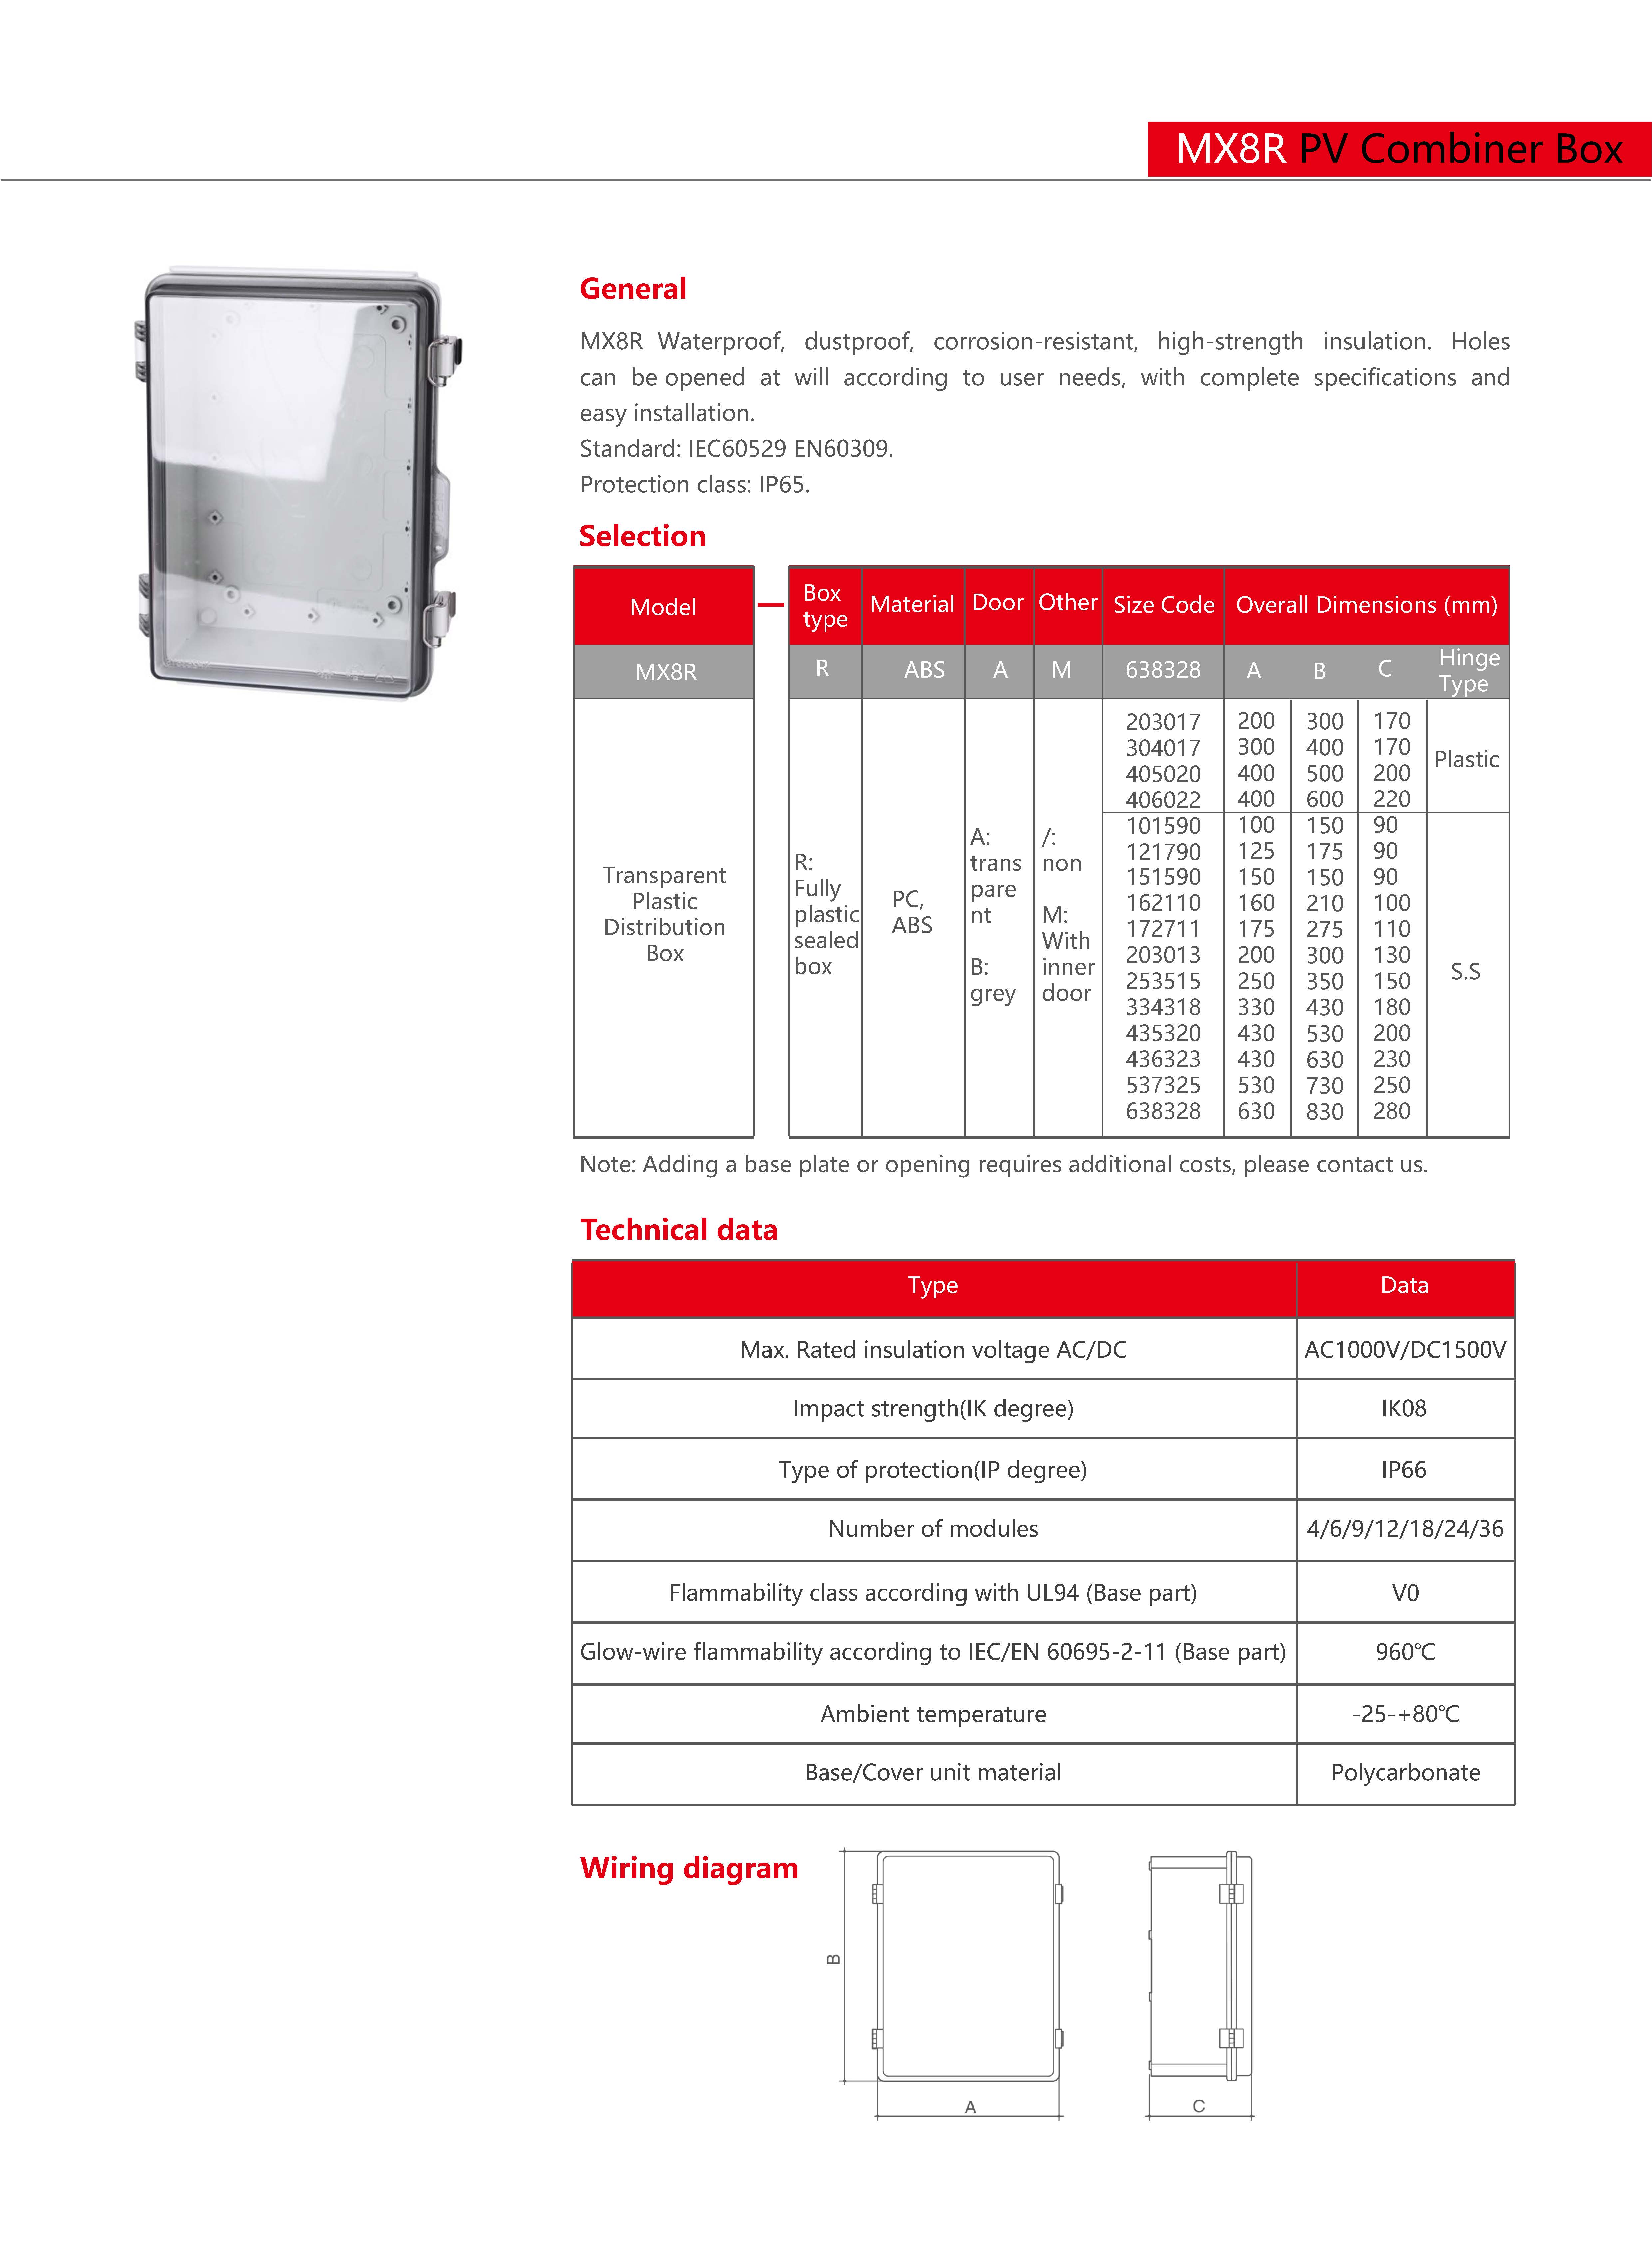 MX8R PV Combiner Box
General
MX8R Waterproof, dustproof, corrosion-resistant, high-strength insulation. Holes
can be opened at will according to user needs, with complete specifications and
easy installation.
Standard: IEC60529 EN60309.
Protection class: IP65.
Selection
Model — Box type Material Door Other Size Code Overall Dimensions (mm)
MX8R R ABS A M 638328 A B C Hinge Type
Transparent
Plastic
Distribution
Box
R:
Fully
plastic
sealed
box
PC,
ABS
A:
trans
pare
nt
B:
grey
/:
non
M:
With
inner
door
203017 200 300 170
304017 300 400 170
405020 400 500 200
406022 400 600 220
Plastic
101590 100 150 90
121790 125 175 90
151590 150 150 90
162110 160 210 100
172711 175 275 110
203013 200 300 130
253515 250 350 150
334318 330 430 180
435320 430 530 200
436323 430 630 230
537325 530 730 250
638328 630 830 280
S.S
Note: Adding a base plate or opening requires additional costs, please contact us.
Technical data
Type Data
Max. Rated insulation voltage AC/DC AC1000V/DC1500V
Impact strength(IK degree) IK08
Type of protection(IP degree) IP66
Number of modules 4/6/9/12/18/24/36
Flammability class according with UL94 (Base part) V0
Glow-wire flammability according to IEC/EN 60695-2-11 (Base part) 960℃
Ambient temperature -25-+80℃
Base/Cover unit material Polycarbonate
Wiring diagram
B
A
C